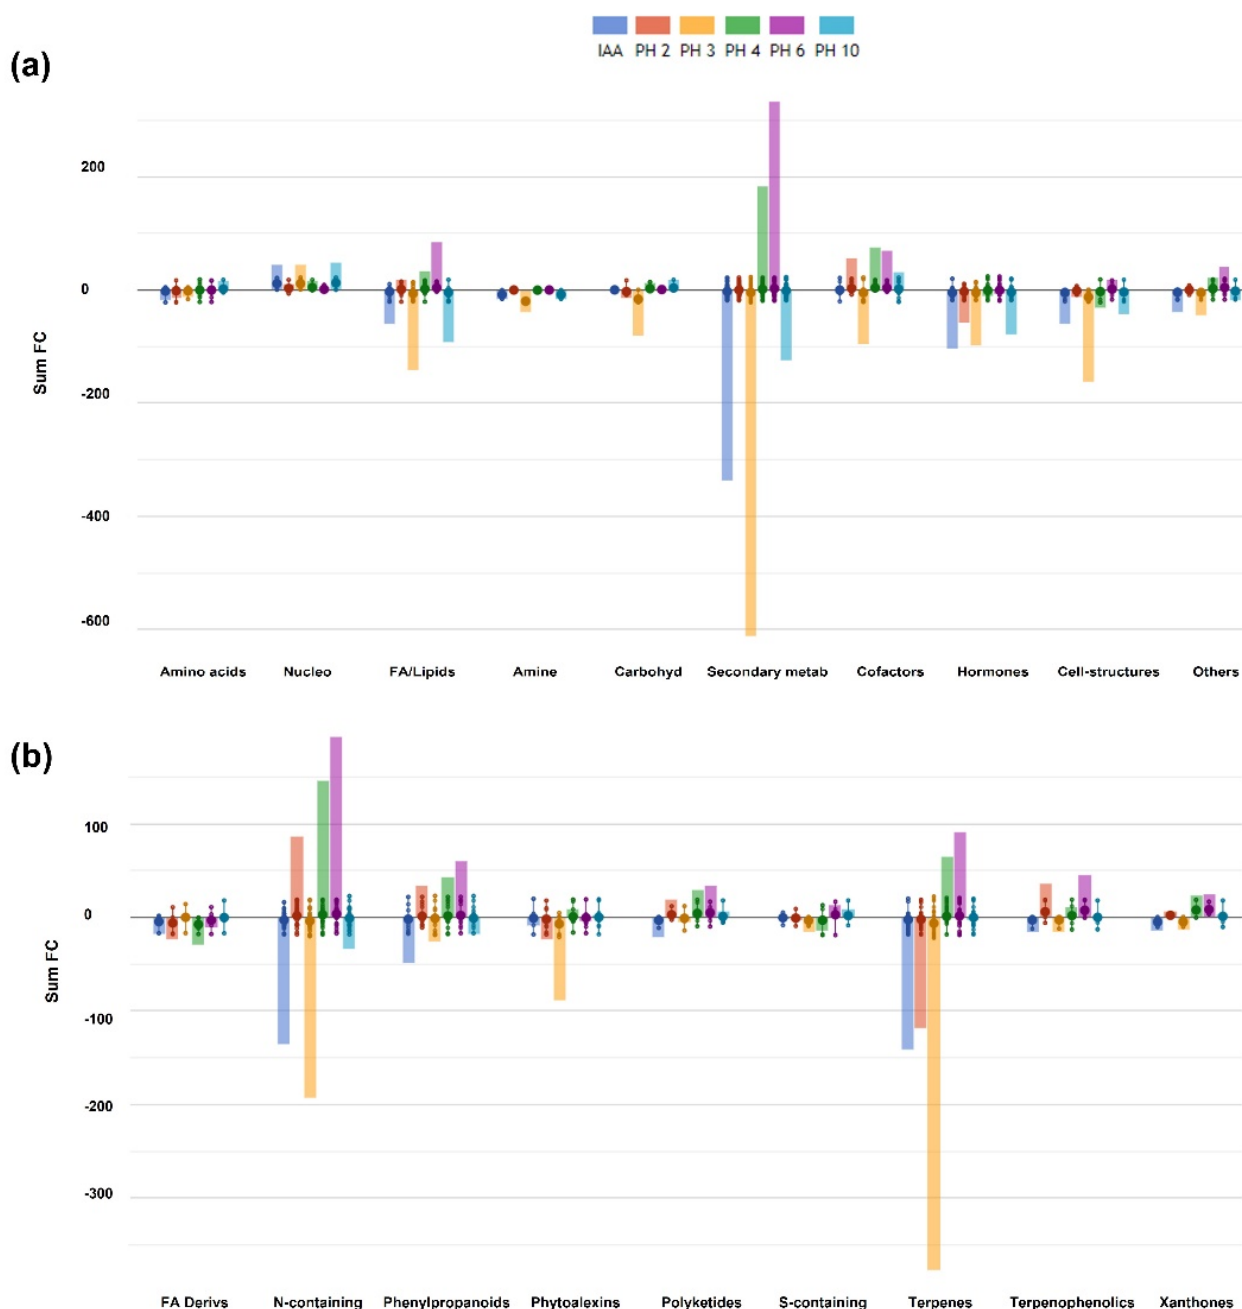 IAA PH 2 PH 3 PH 4 PH 6 PH 10
(a)
200
0
-200
-400
-600
Sum FC
Amino acids Nucleo FA/Lipids Amine Carbohyd Secondary metab Cofactors Hormones Cell-structures Others
(b)
100
0
-100
-200
-300
Sum FC
FA Derivs N-containing Phenylpropanoids Phytoalexins Polyketides S-containing Terpenes Terpenophenolics Xanthones